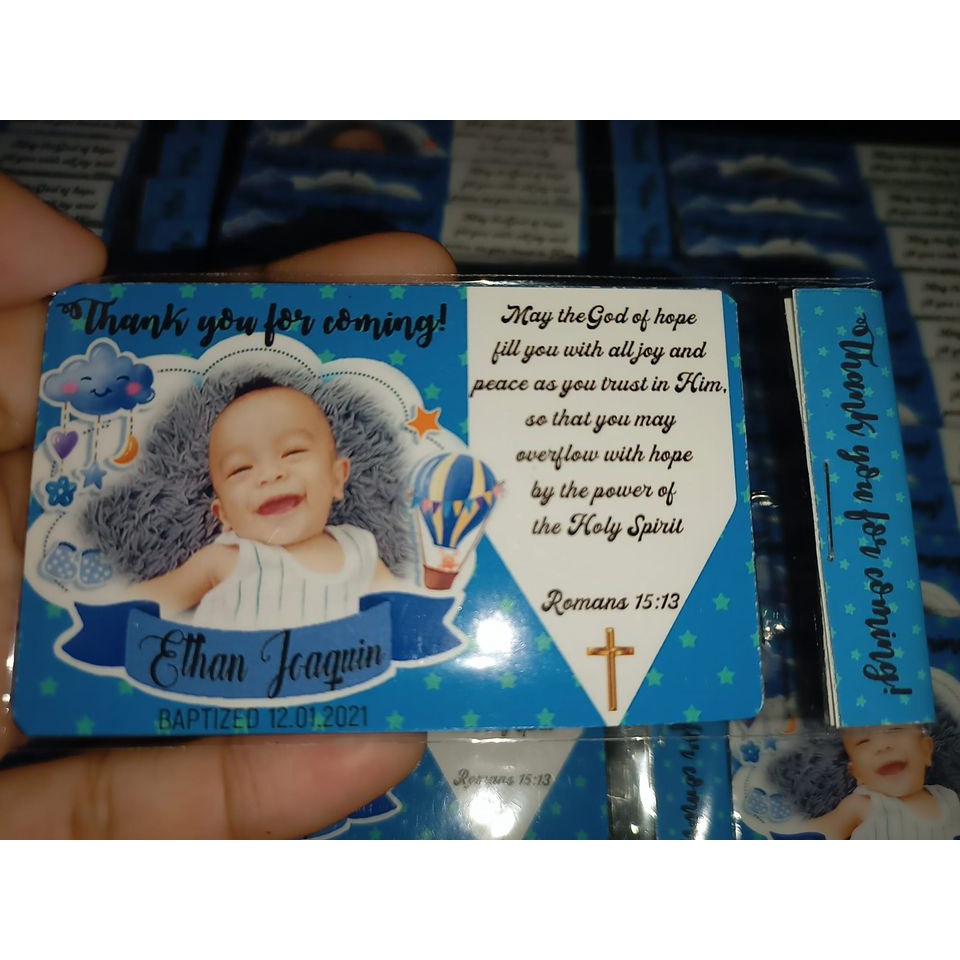 Thank you for coming!
Ethan Joaquin
BAPTIZED 12.01.2021
May the God of hope
fill you with all joy and
peace as you trust in Him,
so that you may
overflow with hope
by the power of
the Holy Spirit
Romans 15:13
Thank you for coming!
Romans 15:13